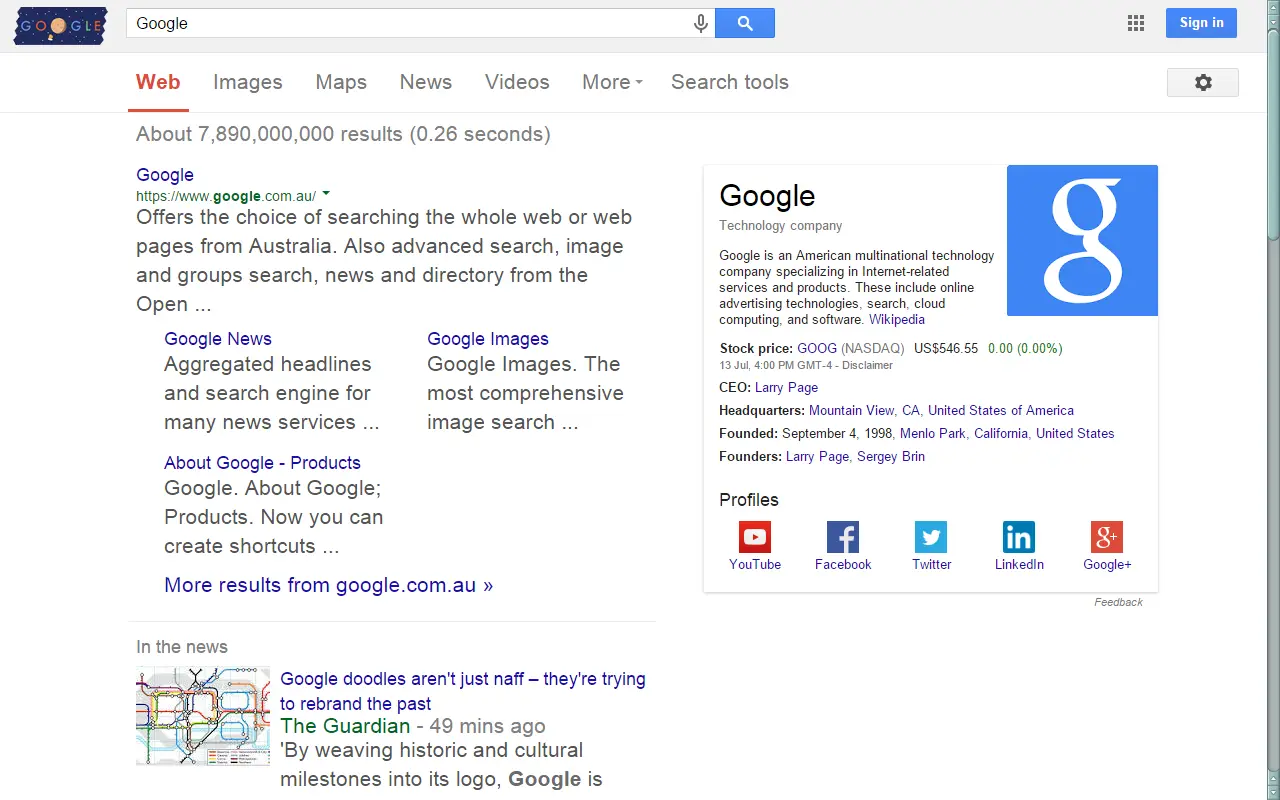 GOOGLE
Google
Sign in
Web Images Maps News Videos More Search tools
About 7,890,000,000 results (0.26 seconds)
Google
https://www.google.com.au/
Offers the choice of searching the whole web or web
pages from Australia. Also advanced search, image
and groups search, news and directory from the
Open ...
Google News
Aggregated headlines
and search engine for
many news services ...
Google Images
Google Images. The
most comprehensive
image search ...
About Google - Products
Google. About Google;
Products. Now you can
create shortcuts ...
More results from google.com.au »
In the news
Google doodles aren't just naff – they're trying
to rebrand the past
The Guardian - 49 mins ago
'By weaving historic and cultural
milestones into its logo, Google is
Google
Technology company
g
Google is an American multinational technology
company specializing in Internet-related
services and products. These include online
advertising technologies, search, cloud
computing, and software. Wikipedia
Stock price: GOOG (NASDAQ) US$546.55 0.00 (0.00%)
13 Jul, 4:00 PM GMT-4 - Disclaimer
CEO: Larry Page
Headquarters: Mountain View, CA, United States of America
Founded: September 4, 1998, Menlo Park, California, United States
Founders: Larry Page, Sergey Brin
Profiles
f in g+
YouTube Facebook Twitter LinkedIn Google+
Feedback